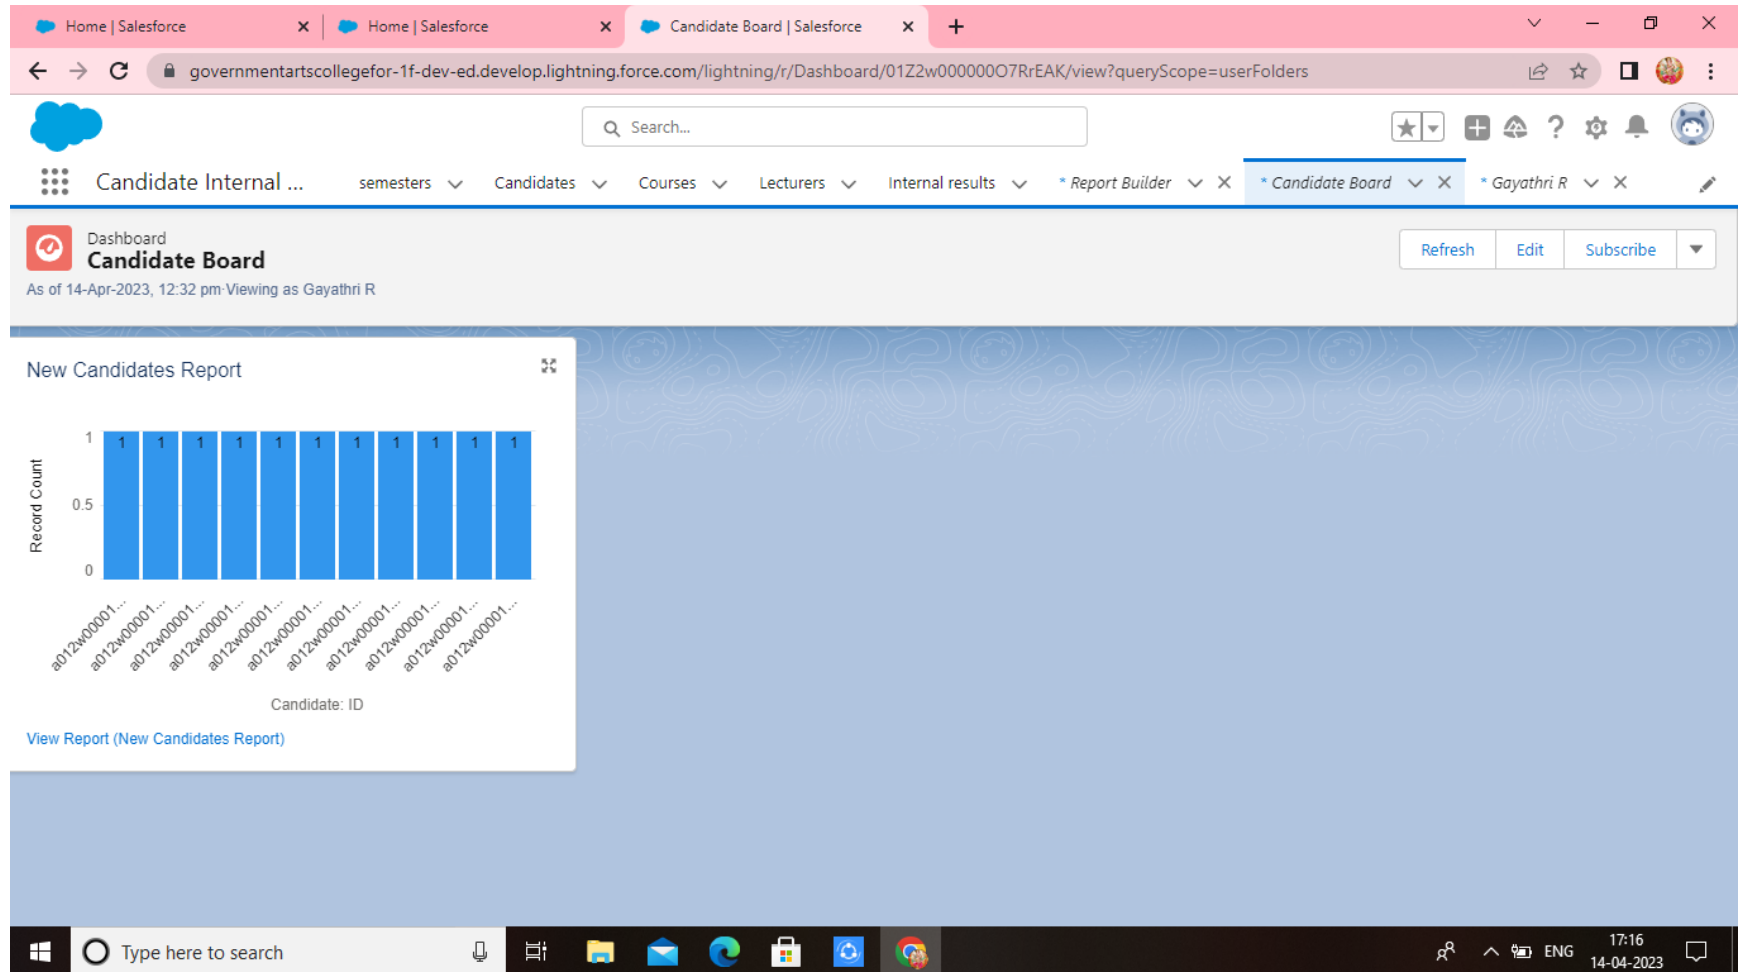 Home | Salesforce
Home | Salesforce
Candidate Board | Salesforce
governmentartscollegefor-1f-dev-ed.develop.lightning.force.com/lightning/r/Dashboard/01Z2w000000O7RrEAK/view?queryScope=userFolders
Search...
Candidate Internal ...
semesters
Candidates
Courses
Lecturers
Internal results
* Report Builder
* Candidate Board
* Gayathri R
Dashboard
Candidate Board
As of 14-Apr-2023, 12:32 pm·Viewing as Gayathri R
Refresh
Edit
Subscribe
New Candidates Report
Record Count
1
0.5
0
1 1 1 1 1 1 1 1 1 1 1
a012w00001...
a012w00001...
a012w00001...
a012w00001...
a012w00001...
a012w00001...
a012w00001...
a012w00001...
a012w00001...
a012w00001...
a012w00001...
Candidate: ID
View Report (New Candidates Report)
Type here to search
ENG
17:16
14-04-2023